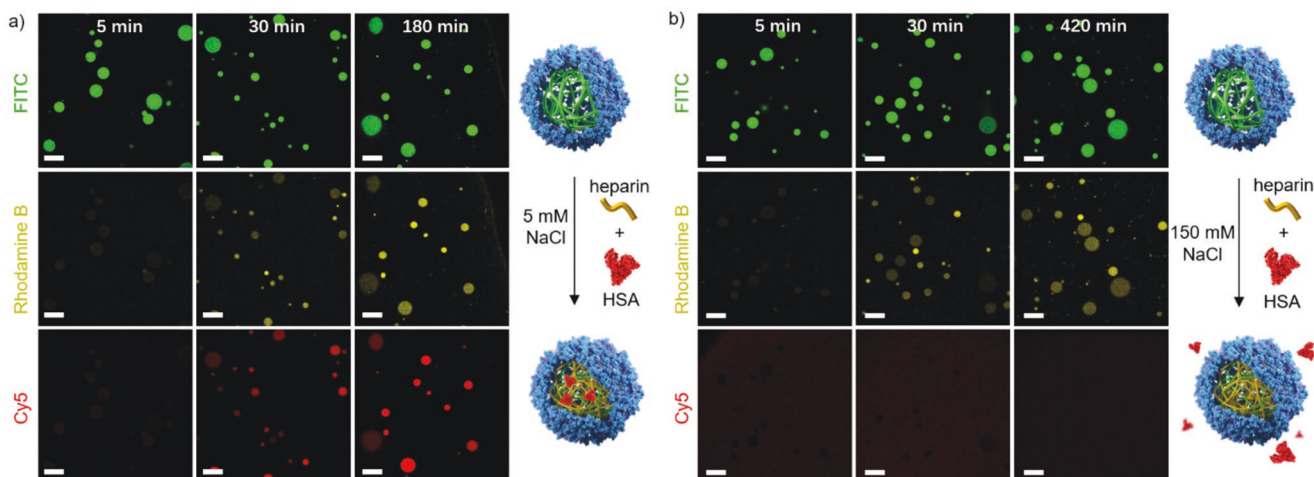 a)
5 min 30 min 180 min
FITC
Rhodamine B
Cy5
5 mM
NaCl
heparin
+
HSA
b)
5 min 30 min 420 min
FITC
Rhodamine B
Cy5
150 mM
NaCl
heparin
+
HSA